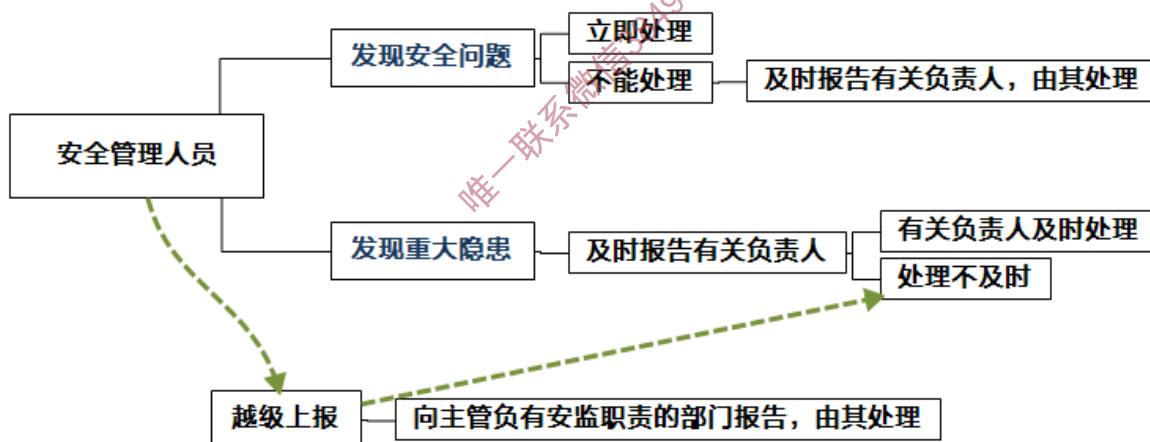 立即处理
发现安全问题
不能处理
及时报告有关负责人，由其处理
安全管理人员
唯一联系微信
有关负责人及时处理
发现重大隐患
及时报告有关负责人
处理不及时
越级上报
向主管负有安监职责的部门报告，由其处理